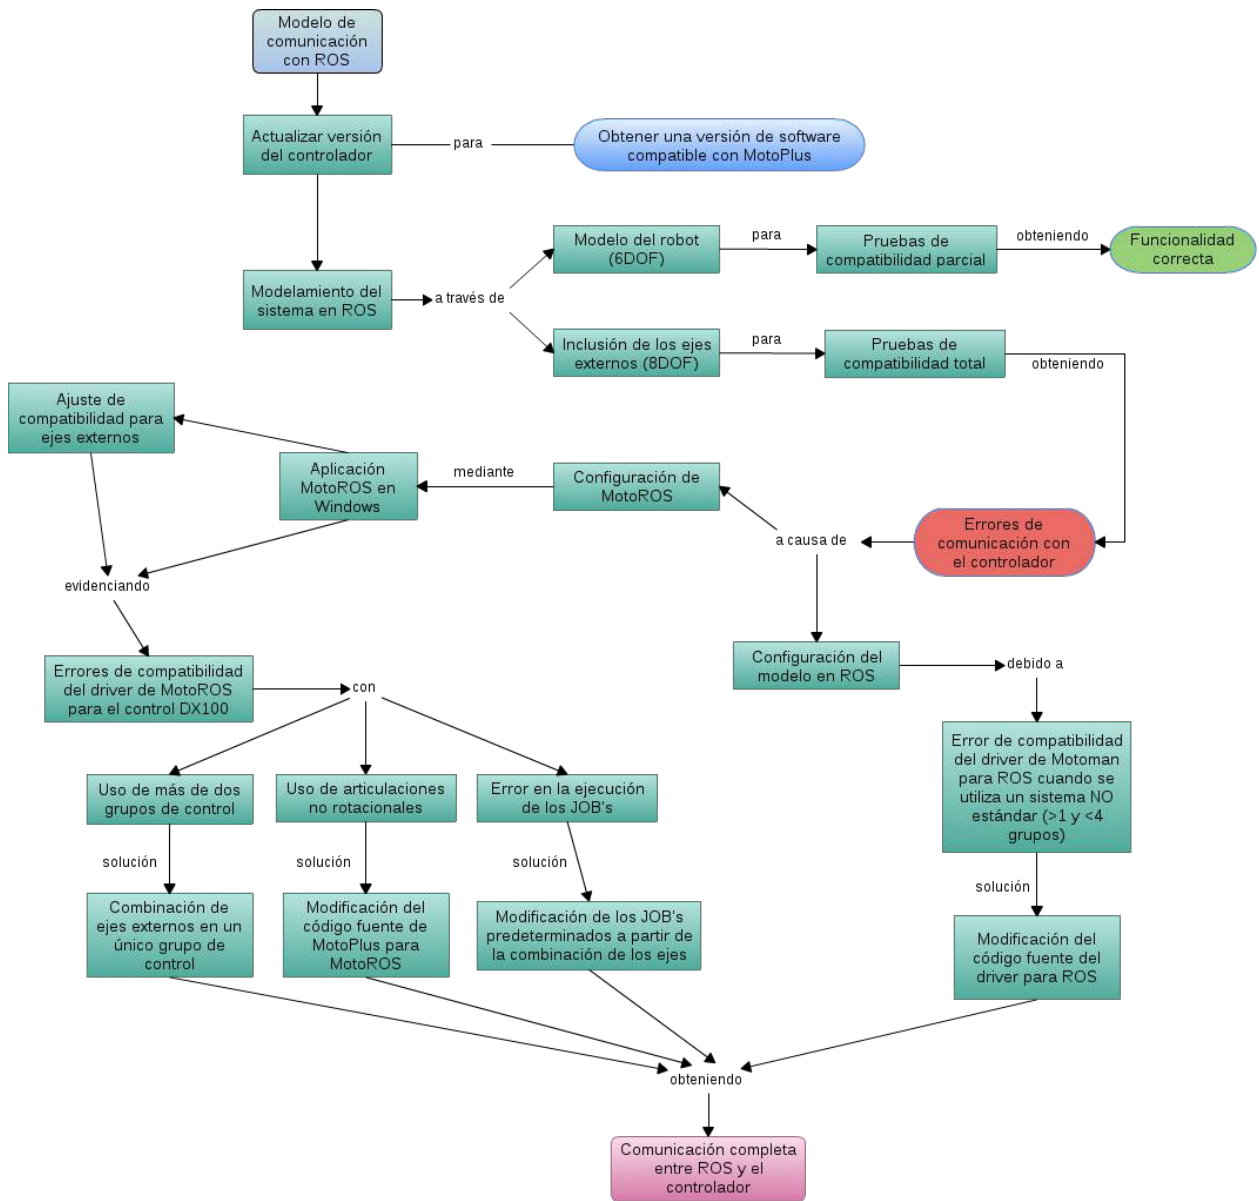 Modelo de
comunicación
con ROS
Actualizar versión
del controlador
para
Obtener una versión de software
compatible con MotoPlus
Modelamiento del
sistema en ROS
a través de
Modelo del robot
(6DOF)
para
Pruebas de
compatibilidad parcial
obteniendo
Funcionalidad
correcta
Inclusión de los ejes
externos (8DOF)
para
Pruebas de
compatibilidad total
obteniendo
Errores de
comunicación con
el controlador
a causa de
Configuración de
MotoROS
mediante
Aplicación
MotoROS en
Windows
Ajuste de
compatibilidad para
ejes externos
evidenciando
Errores de compatibilidad
del driver de MotoROS
para el control DX100
con
Uso de más de dos
grupos de control
Uso de articulaciones
no rotacionales
Error en la ejecución
de los JOB's
solución
solución
solución
Combinación de
ejes externos en un
único grupo de
control
Modificación del
código fuente de
MotoPlus para
MotoROS
Modificación de los JOB's
predeterminados a partir de
la combinación de los ejes
Configuración del
modelo en ROS
debido a
Error de compatibilidad
del driver de Motoman
para ROS cuando se
utiliza un sistema NO
estándar (>1 y <4
grupos)
solución
Modificación del
código fuente del
driver para ROS
obteniendo
Comunicación completa
entre ROS y el
controlador